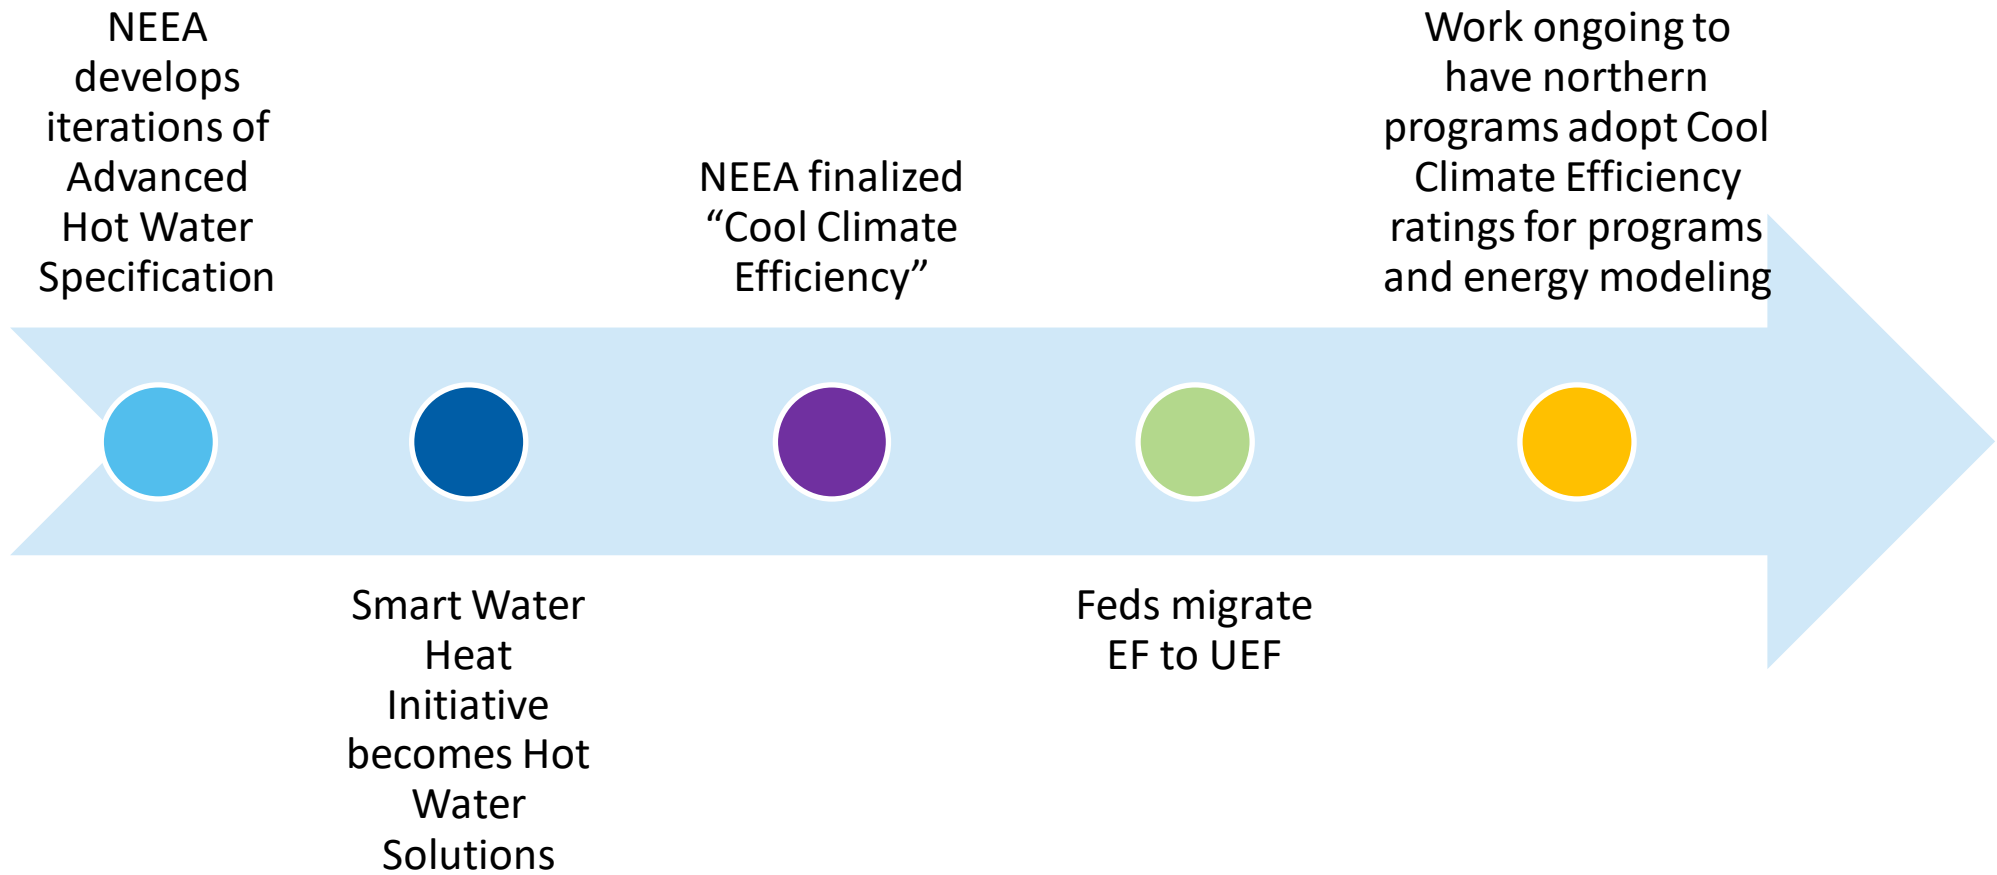 NEEA
develops
iterations of
Advanced
Hot Water
Specification
Smart Water
Heat
Initiative
becomes Hot
Water
Solutions
NEEA finalized
“Cool Climate
Efficiency”
Feds migrate
EF to UEF
Work ongoing to
have northern
programs adopt Cool
Climate Efficiency
ratings for programs
and energy modeling